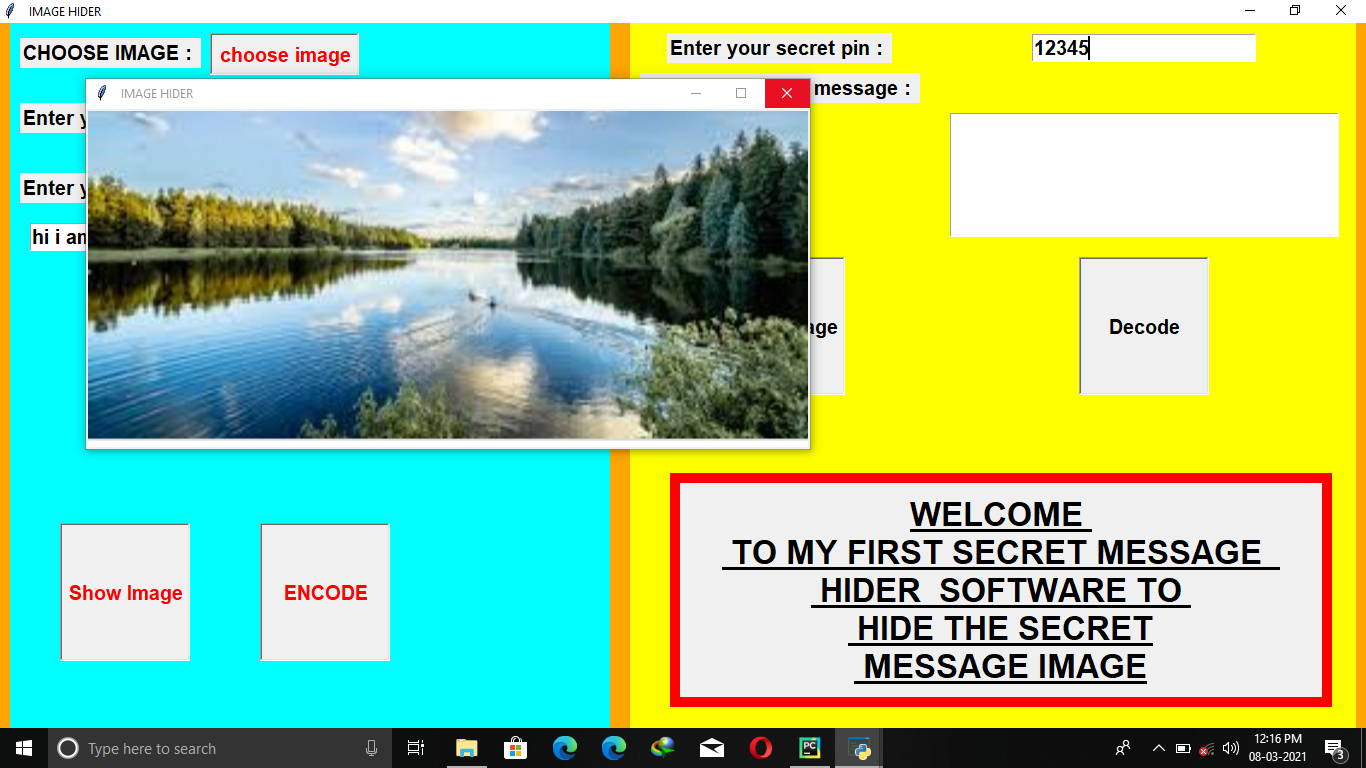 IMAGE HIDER
CHOOSE IMAGE :
choose image
Enter your secret pin :
12345
message :
IMAGE HIDER
Enter
Enter
hi i am
Decode
Show Image
ENCODE
WELCOME
TO MY FIRST SECRET MESSAGE
HIDER SOFTWARE TO
HIDE THE SECRET
MESSAGE IMAGE
Type here to search
PC
12:16 PM
08-03-2021
3